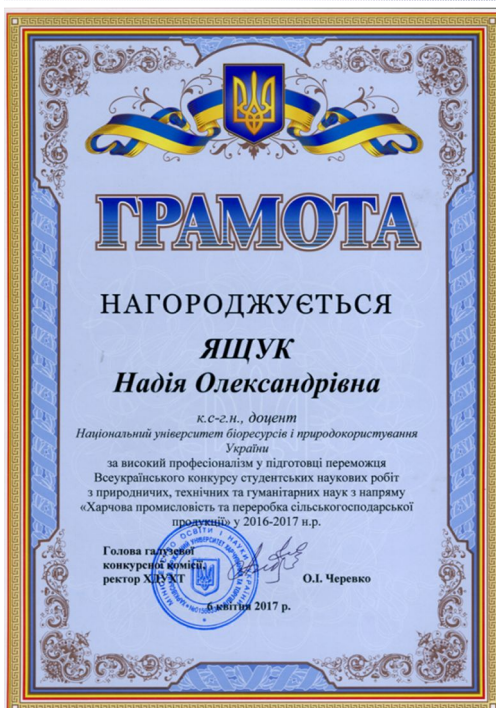 ГРАМОТА
НАГОРОДЖУЄТЬСЯ
ЯЩУК
Надія Олександрівна
к.с-г.н., доцент
Національний університет біоресурсів і природокористування
України
за високий професіоналізм у підготовці переможця
Всеукраїнського конкурсу студентських наукових робіт
з природничих, технічних та гуманітарних наук з напряму
«Харчова промисловість та переробка сільськогосподарської
продукції» у 2016-2017 н.р.
Голова галузевої
конкурсної комісії,
ректор ХДУХТ О.І. Черевко
6 квітня 2017 р.